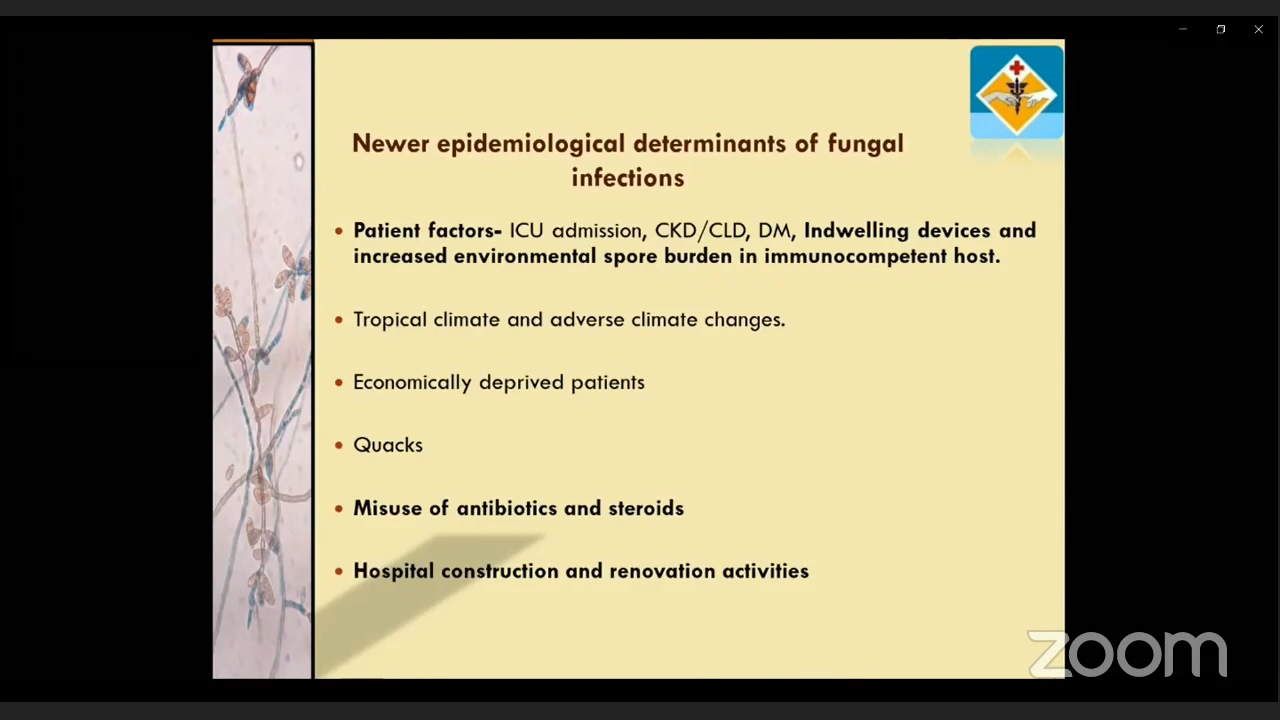 Newer epidemiological determinants of fungal
infections
• Patient factors- ICU admission, CKD/CLD, DM, Indwelling devices and
increased environmental spore burden in immunocompetent host.
• Tropical climate and adverse climate changes.
• Economically deprived patients
• Quacks
• Misuse of antibiotics and steroids
• Hospital construction and renovation activities
zoom